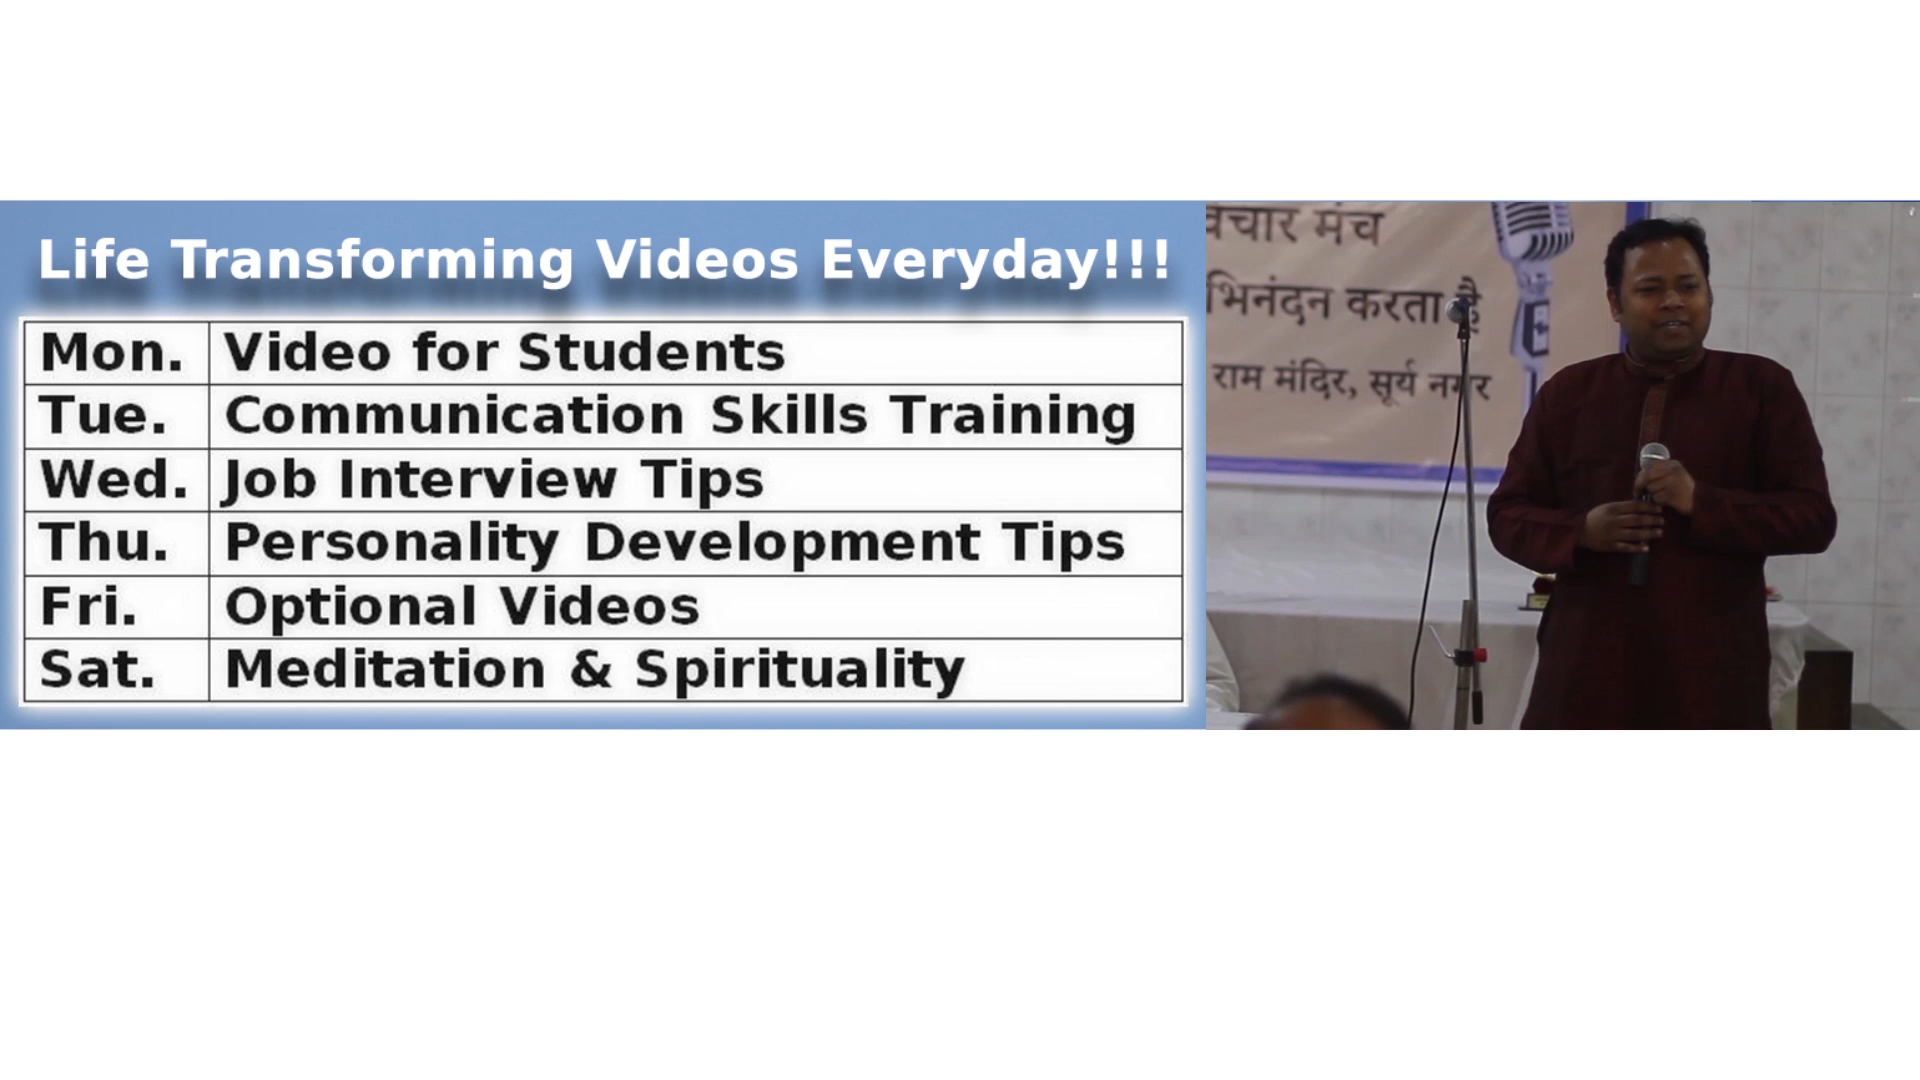 Life Transforming Videos Everyday!!!
Mon. Video for Students
Tue. Communication Skills Training
Wed. Job Interview Tips
Thu. Personality Development Tips
Fri. Optional Videos
Sat. Meditation & Spirituality
मंच
करता है
राम मंदिर, सूर्य नगर